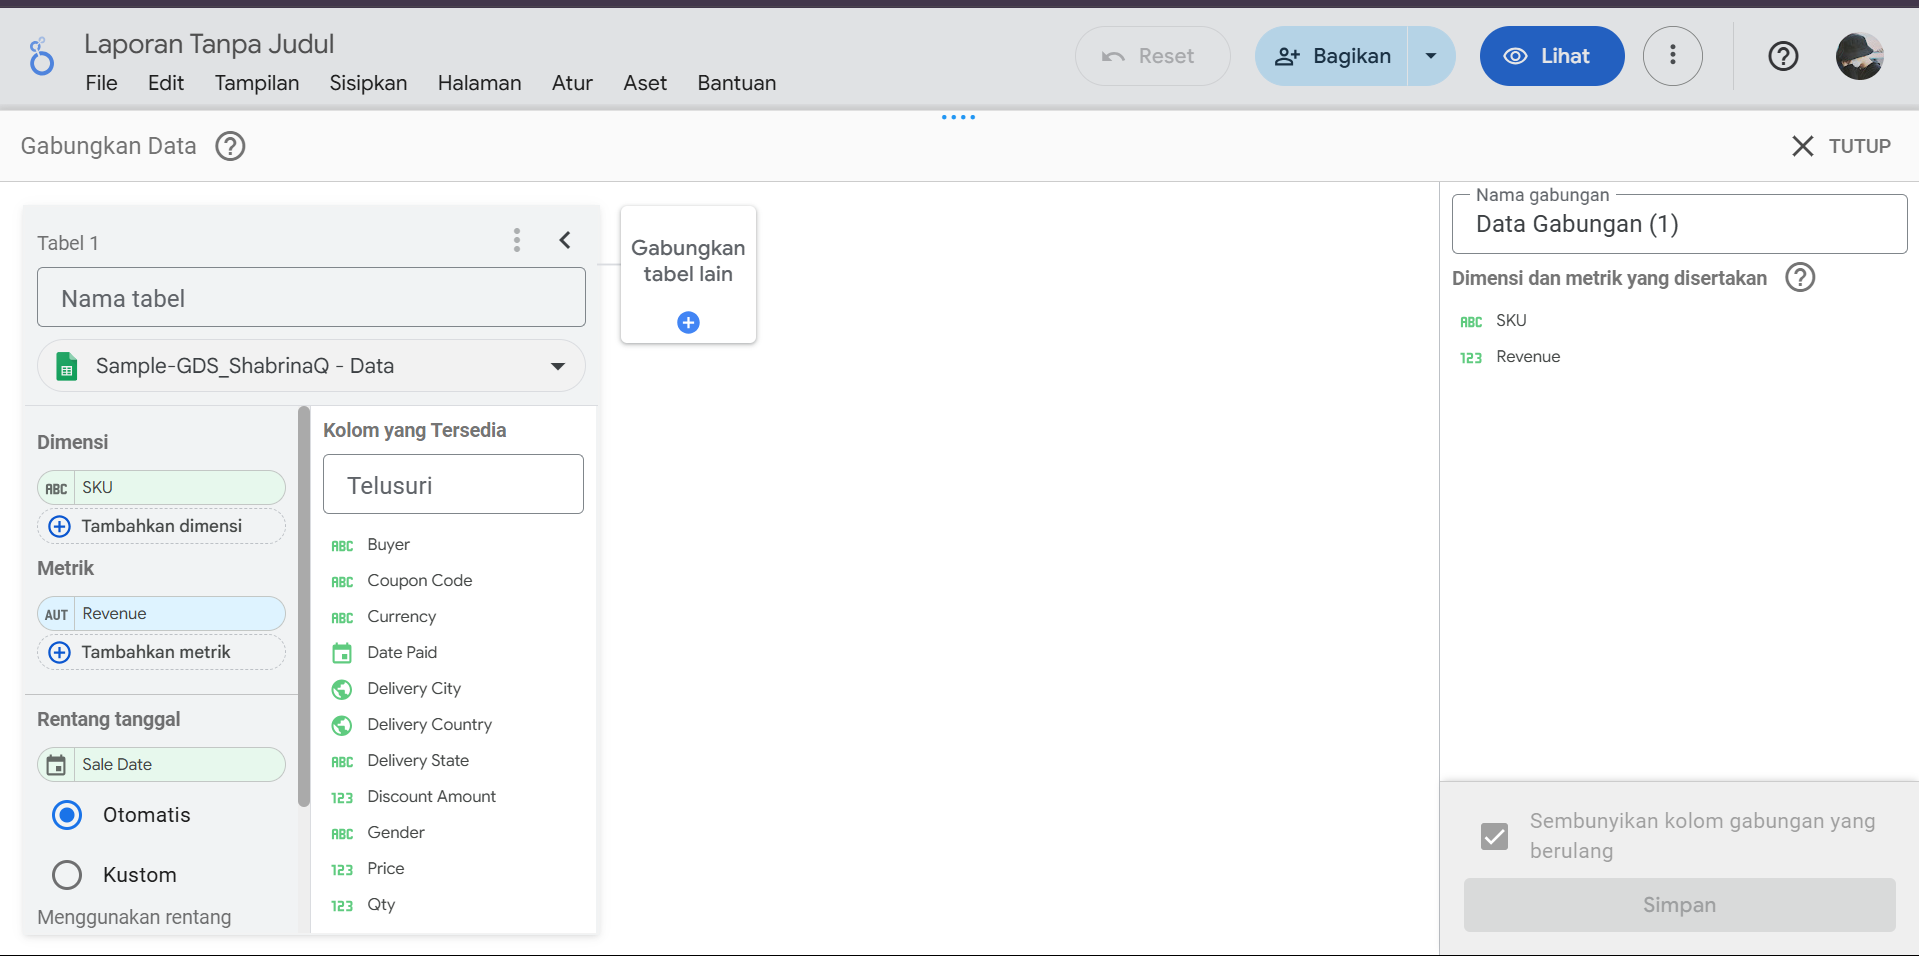 Laporan Tanpa Judul
File Edit Tampilan Sisipkan Halaman Atur Aset Bantuan
Reset
Bagikan
Lihat
Gabungkan Data
TUTUP
Tabel 1
Nama tabel
Sample-GDS_ShabrinaQ - Data
Dimensi
ABC SKU
Tambahkan dimensi
Metrik
AUT Revenue
Tambahkan metrik
Rentang tanggal
Sale Date
Otomatis
Kustom
Menggunakan rentang
Kolom yang Tersedia
Telusuri
ABC Buyer
ABC Coupon Code
ABC Currency
Date Paid
Delivery City
Delivery Country
ABC Delivery State
123 Discount Amount
ABC Gender
123 Price
123 Qty
Gabungkan
tabel lain
Nama gabungan
Data Gabungan (1)
Dimensi dan metrik yang disertakan
ABC SKU
123 Revenue
Sembunyikan kolom gabungan yang
berulang
Simpan